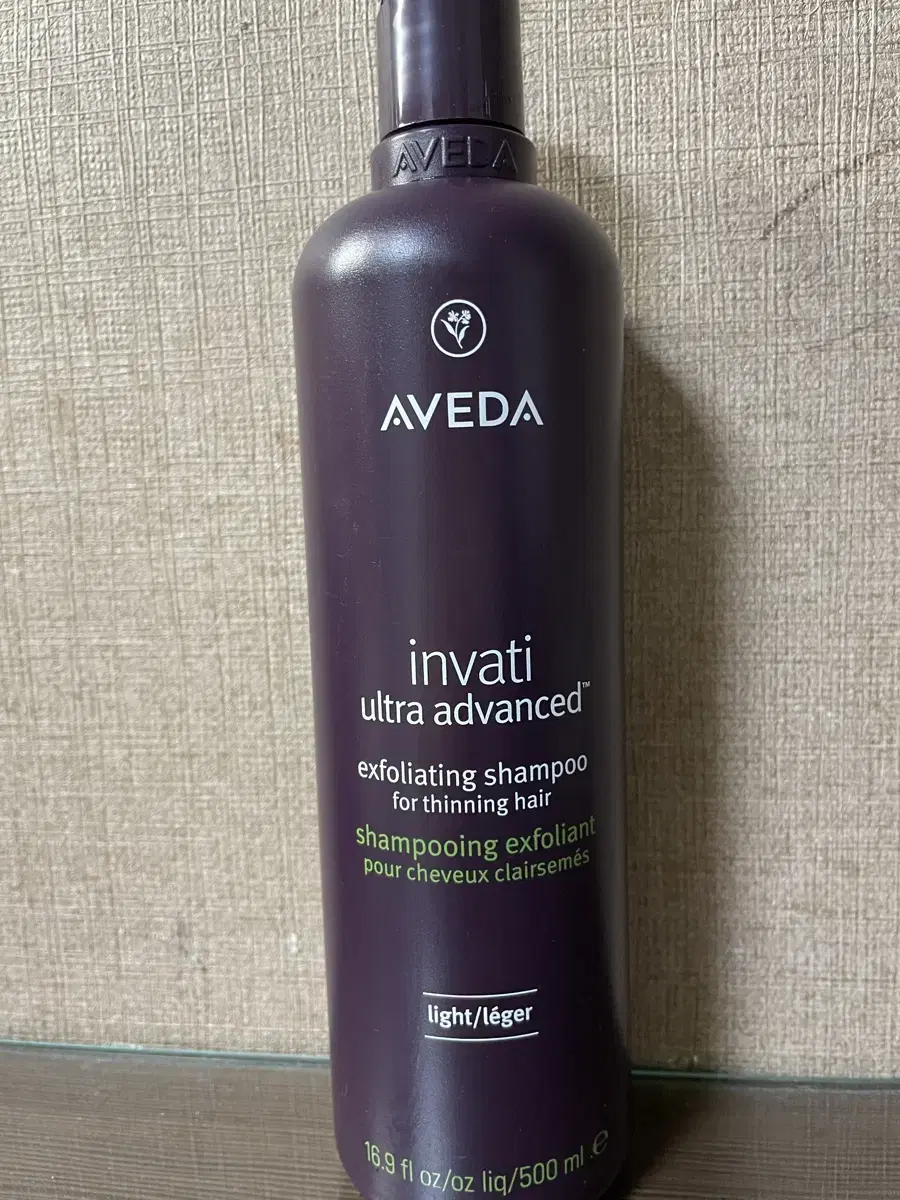 AVEDA
AVEDA
invati
ultra advanced™
exfoliating shampoo
for thinning hair
shampooing exfoliant
pour cheveux clairsemés
light/léger
16.9 fl oz/oz liq/500 ml ℮